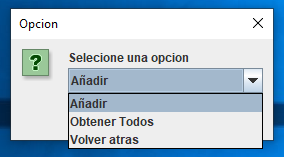 Opcion
?
Selecione una opcion
Añadir
Añadir
Obtener Todos
Volver atras